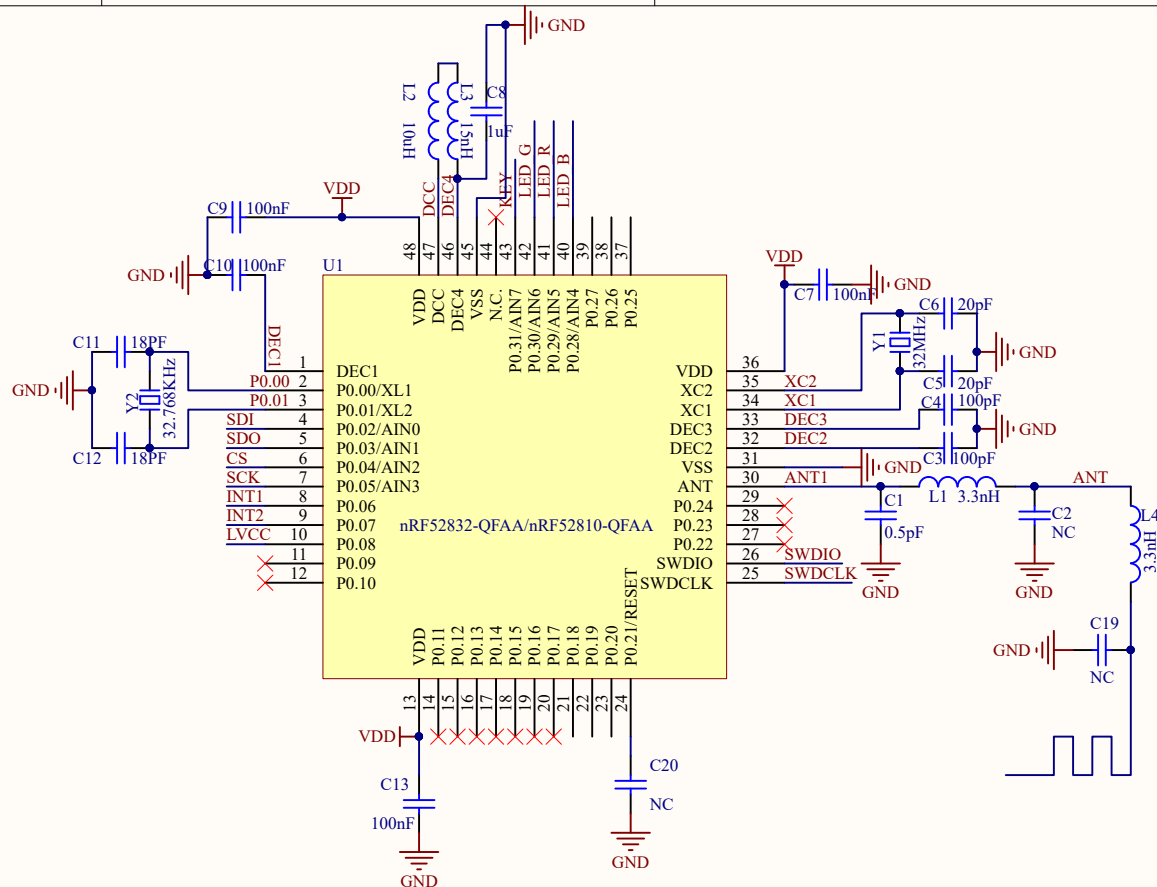 GND
L2
10uH
L3
15nH
C8
1uF
DCC
DEC4
KEY
LED_G
LED_R
LED_B
VDD
C9
100nF
GND
C10
100nF
DEC1
48
47
46
45
44
43
42
41
40
39
38
37
U1
VDD
DCC
DEC4
VSS
N.C.
P0.31/AIN7
P0.30/AIN6
P0.29/AIN5
P0.28/AIN4
P0.27
P0.26
P0.25
C11
18PF
GND
Y2
32.768KHz
C12
18PF
P0.00
P0.01
SDI
SDO
CS
SCK
INT1
INT2
LVCC
1
2
3
4
5
6
7
8
9
10
11
12
DEC1
P0.00/XL1
P0.01/XL2
P0.02/AIN0
P0.03/AIN1
P0.04/AIN2
P0.05/AIN3
P0.06
P0.07
P0.08
P0.09
P0.10
nRF52832-QFAA/nRF52810-QFAA
VDD
XC2
XC1
DEC3
DEC2
VSS
ANT
P0.24
P0.23
P0.22
SWDIO
SWDCLK
36
35
34
33
32
31
30
29
28
27
26
25
XC2
XC1
DEC3
DEC2
ANT1
SWDIO
SWDCLK
VDD
C7
100nF
GND
C6
20pF
Y1
32MHz
GND
C5
20pF
C4
100pF
GND
C3
100pF
GND
C1
0.5pF
GND
L1
3.3nH
ANT
C2
NC
GND
L4
3.3nH
C19
GND
NC
VDD
P0.11
P0.12
P0.13
P0.14
P0.15
P0.16
P0.17
P0.18
P0.19
P0.20
P0.21/RESET
13
14
15
16
17
18
19
20
21
22
23
24
VDD
C13
100nF
GND
C20
NC
GND